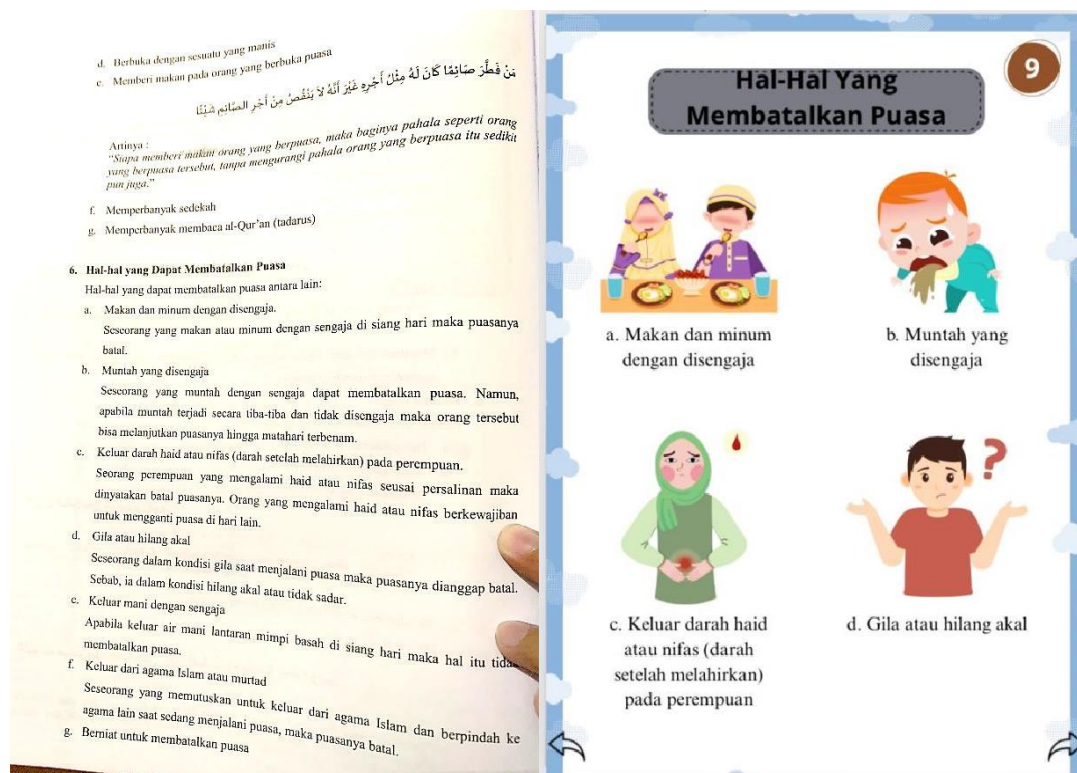 d. Berbuka dengan sesuatu yang manis
e. Memberi makan pada orang yang berbuka puasa
مَنْ فَطَّرَ صَائِمًا كَانَ لَهُ مِثْلُ أَجْرِهِ غَيْرَ أَنَّهُ لاَ يَنْقُصُ مِنْ أَجْرِ الصَّائِمِ شَيْئًا
Artinya :
"Siapa memberi makan orang yang berpuasa, maka baginya pahala seperti orang
yang berpuasa tersebut, tanpa mengurangi pahala orang yang berpuasa itu sedikit
pun juga."
f. Memperbanyak sedekah
g. Memperbanyak membaca al-Qur'an (tadarus)
6. Hal-hal yang Dapat Membatalkan Puasa
Hal-hal yang dapat membatalkan puasa antara lain:
a. Makan dan minum dengan disengaja.
Seseorang yang makan atau minum dengan sengaja di siang hari maka puasanya
batal.
b. Muntah yang disengaja
Seseorang yang muntah dengan sengaja dapat membatalkan puasa. Namun,
apabila muntah terjadi secara tiba-tiba dan tidak disengaja maka orang tersebut
bisa melanjutkan puasanya hingga matahari terbenam.
c. Keluar darah haid atau nifas (darah setelah melahirkan) pada perempuan.
Seorang perempuan yang mengalami haid atau nifas seusai persalinan maka
dinyatakan batal puasanya. Orang yang mengalami haid atau nifas berkewajiban
untuk mengganti puasa di hari lain.
d. Gila atau hilang akal
Seseorang dalam kondisi gila saat menjalani puasa maka puasanya dianggap batal.
Sebab, ia dalam kondisi hilang akal atau tidak sadar.
e. Keluar mani dengan sengaja
Apabila keluar air mani lantaran mimpi basah di siang hari maka hal itu
membatalkan puasa.
f. Keluar dari agama Islam atau murtad
Seseorang yang memutuskan untuk keluar dari agama Islam dan berpindah ke
agama lain saat sedang menjalani puasa, maka puasanya batal.
g. Berniat untuk membatalkan puasa
9
Hal-Hal Yang
Membatalkan Puasa
a. Makan dan minum
dengan disengaja
b. Muntah yang
disengaja
?
c. Keluar darah haid
atau nifas (darah
setelah melahirkan)
pada perempuan
d. Gila atau hilang akal